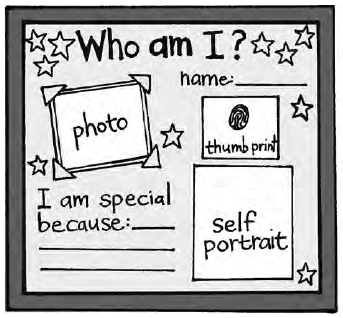 Who am I?
name:
photo
thumb print
I am special
because:
self
portrait